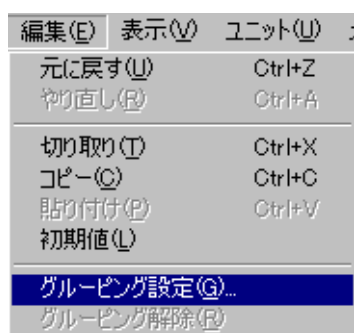 編集(E) 表示(V) ユニット(U)
元に戻す(U) Ctrl+Z
やり直し(R) Ctrl+A
切り取り(T) Ctrl+X
コピー(C) Ctrl+C
貼り付け(P) Ctrl+V
初期値(L)
グルーピング設定(G)...
グルーピング解除(R)